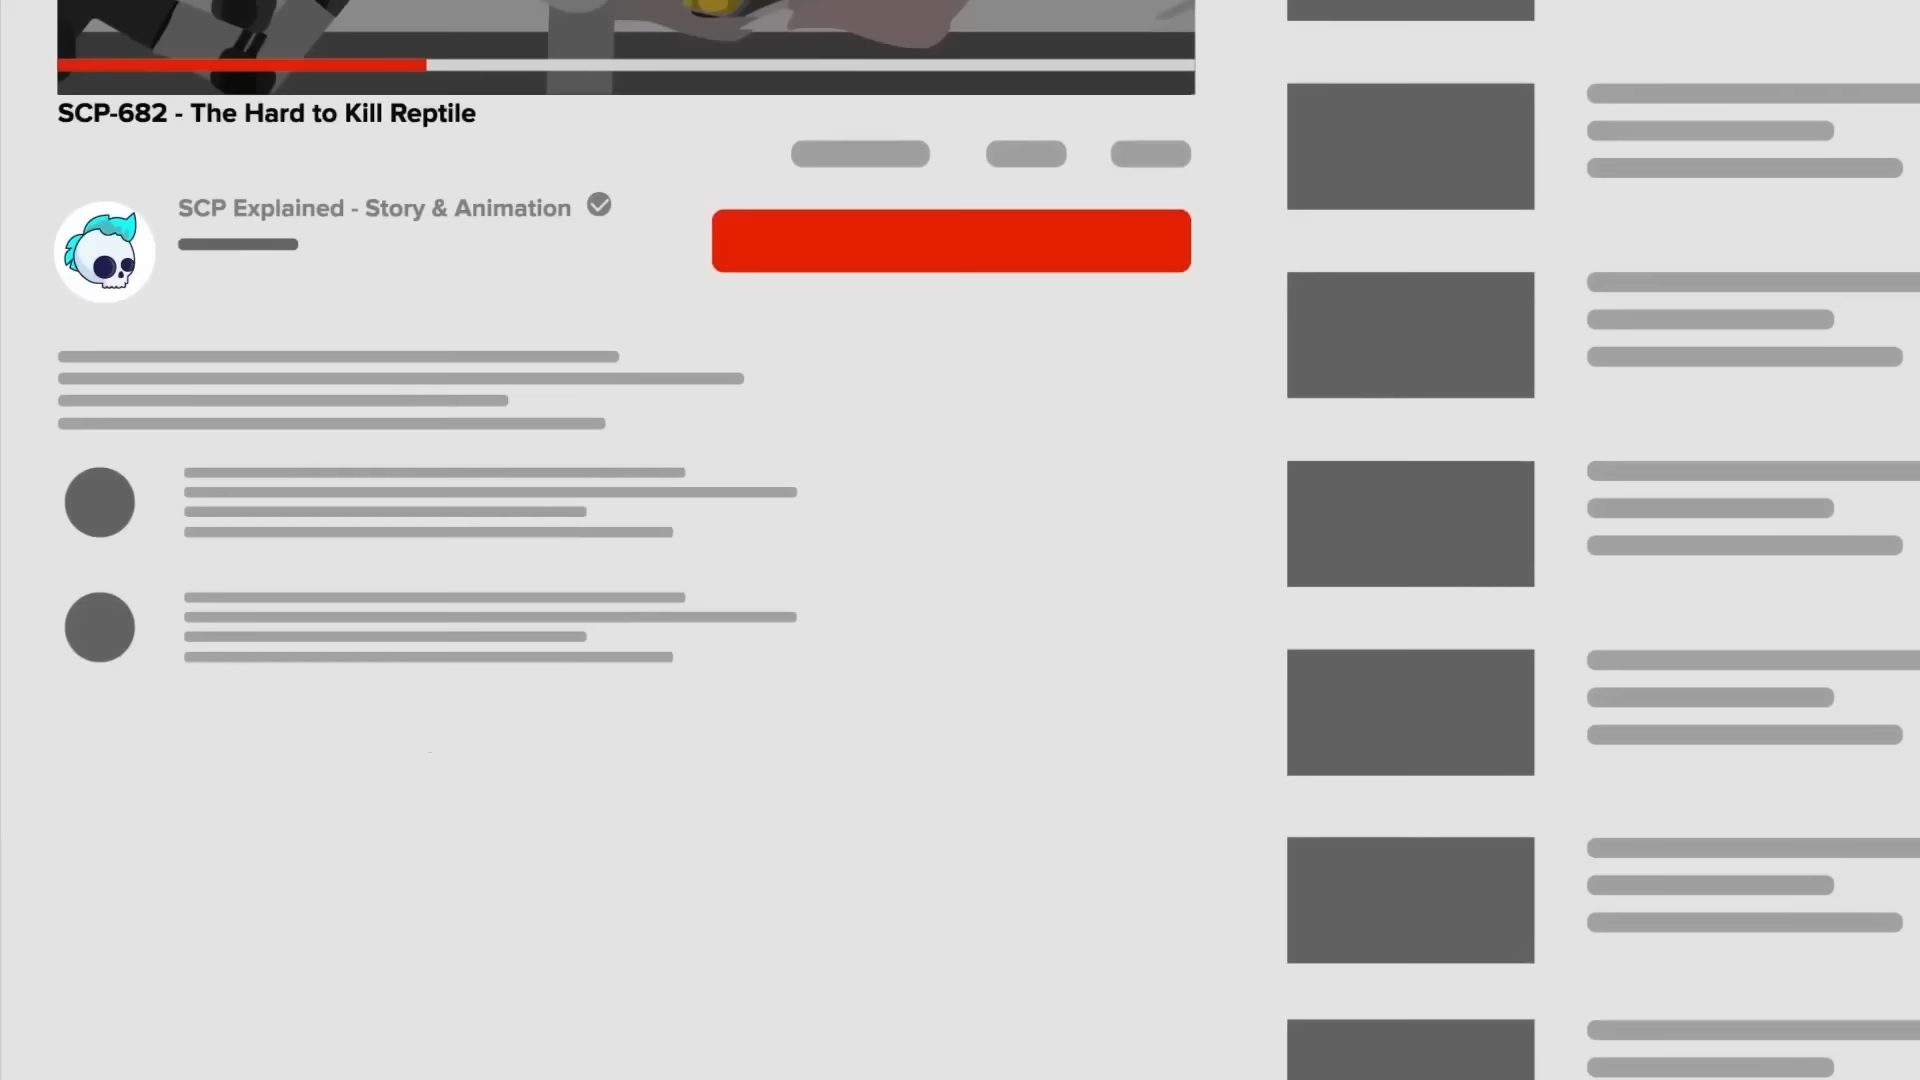 SCP-682 - The Hard to Kill Reptile
SCP Explained - Story & Animation